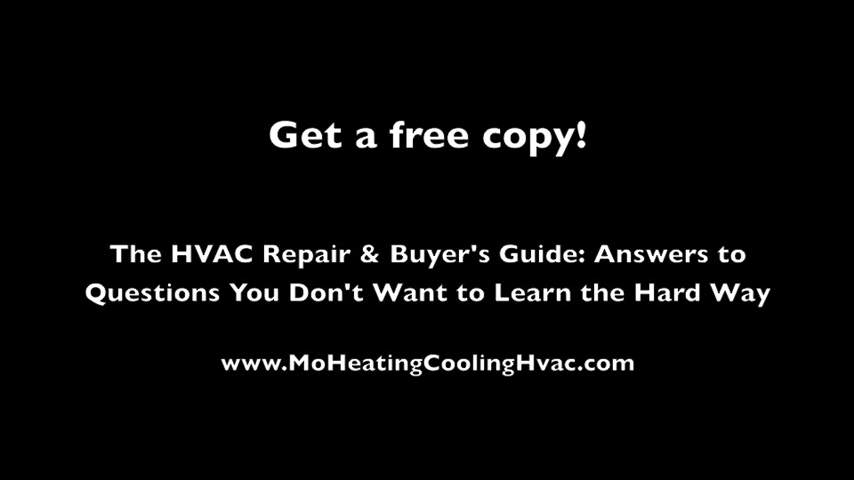 Get a free copy!
The HVAC Repair & Buyer's Guide: Answers to
Questions You Don't Want to Learn the Hard Way
www.MoHeatingCoolingHvac.com